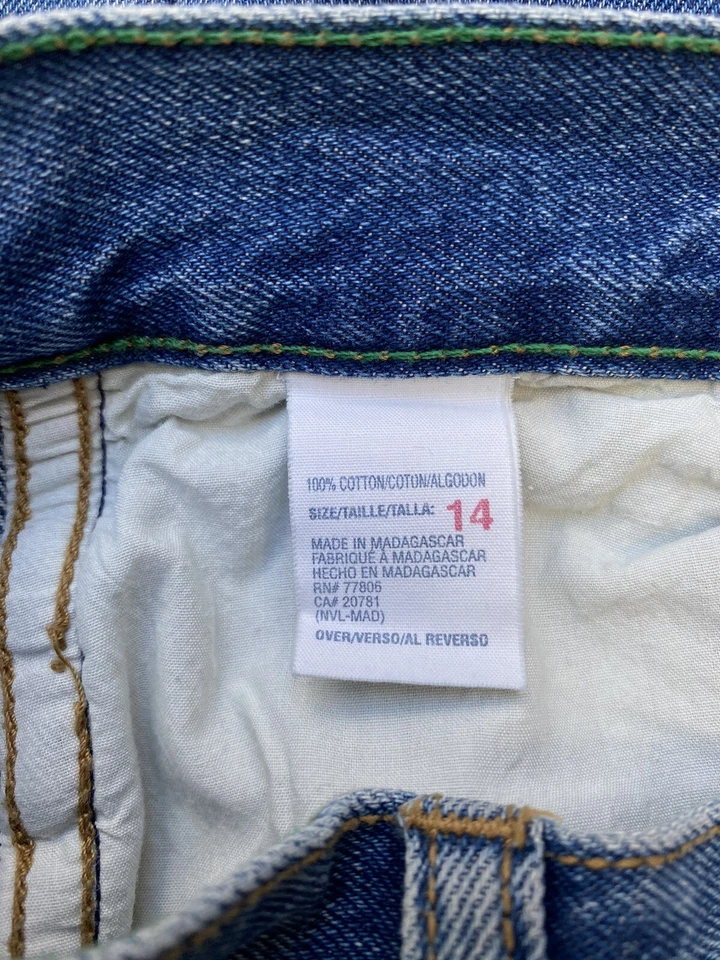 100% COTTON/COTON/ALGODON
SIZE/TAILLE/TALLA: 14
MADE IN MADAGASCAR
FABRIQUÉ À MADAGASCAR
HECHO EN MADAGASCAR
RN# 77806
CA# 20781
(NVL-MAD)
OVER/VERSO/AL REVERSO